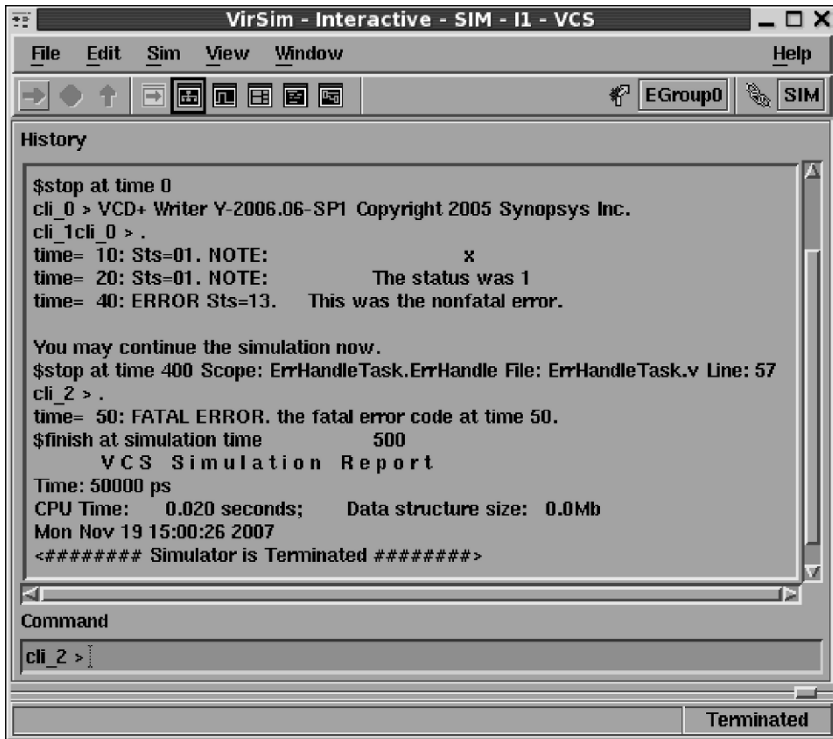 VirSim - Interactive - SIM - I1 - VCS
File Edit Sim View Window Help
EGroup0 SIM
History
$stop at time 0
cli_0 > VCD+ Writer Y-2006.06-SP1 Copyright 2005 Synopsys Inc.
cli_1cli_0 > .
time= 10: Sts=01. NOTE: x
time= 20: Sts=01. NOTE: The status was 1
time= 40: ERROR Sts=13. This was the nonfatal error.
You may continue the simulation now.
$stop at time 400 Scope: ErrHandleTask.ErrHandle File: ErrHandleTask.v Line: 57
cli_2 > .
time= 50: FATAL ERROR. the fatal error code at time 50.
$finish at simulation time 500
V C S S i m u l a t i o n R e p o r t
Time: 50000 ps
CPU Time: 0.020 seconds; Data structure size: 0.0Mb
Mon Nov 19 15:00:26 2007
<######## Simulator is Terminated ########>
Command
cli_2 >
Terminated